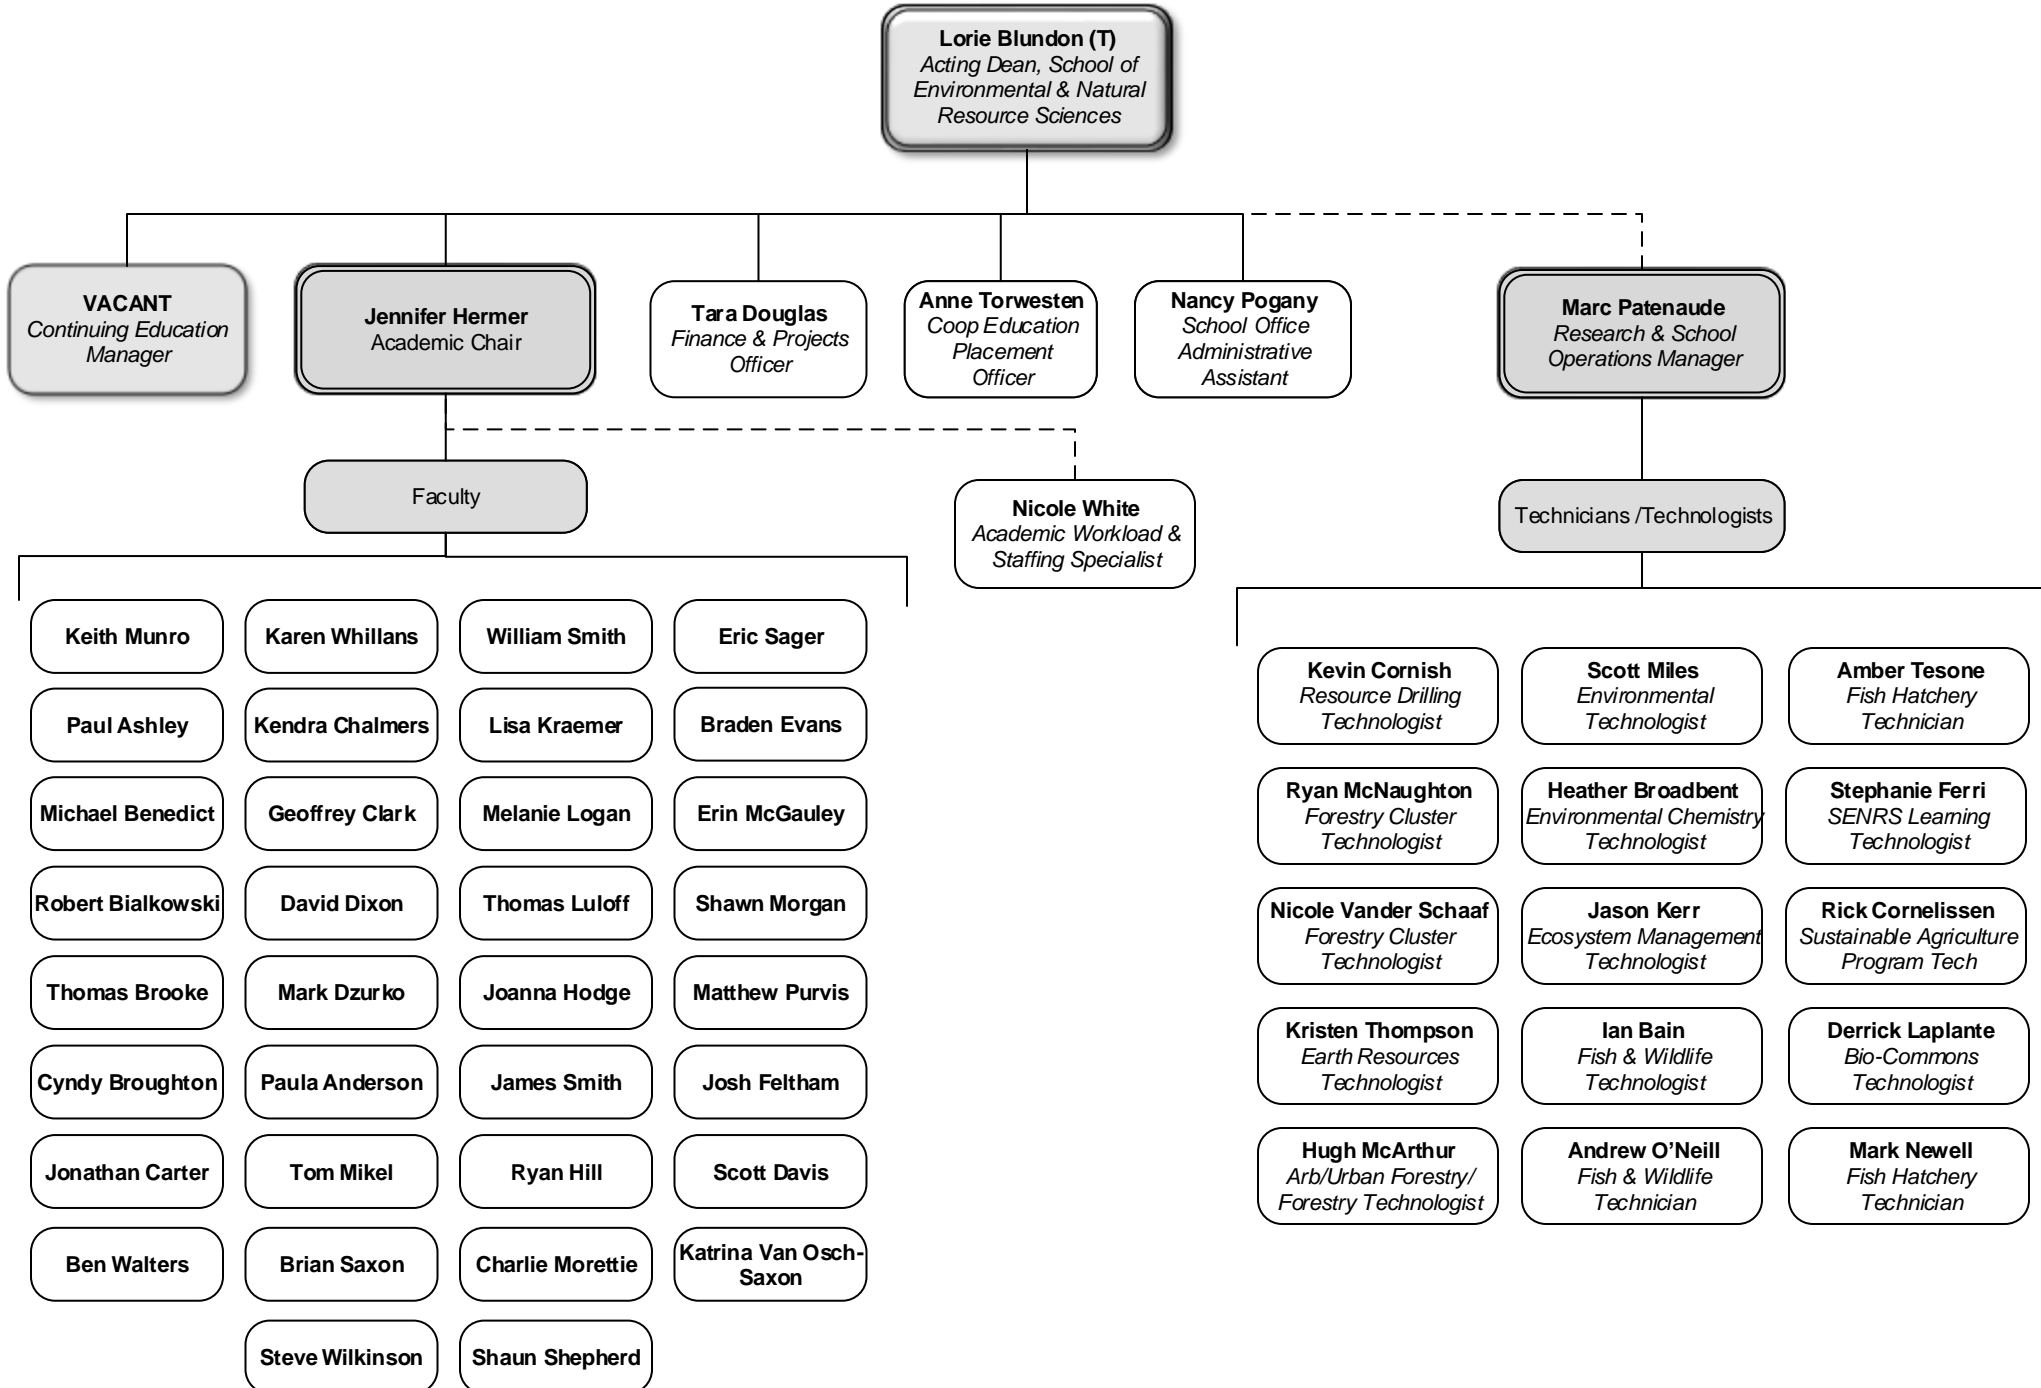 Lorie Blundon (T)
Acting Dean, School of
Environmental & Natural
Resource Sciences
VACANT
Continuing Education
Manager
Jennifer Hermer
Academic Chair
Tara Douglas
Finance & Projects
Officer
Anne Torwesten
Coop Education
Placement
Officer
Nancy Pogany
School Office
Administrative
Assistant
Marc Patenaude
Research & School
Operations Manager
Faculty
Nicole White
Academic Workload &
Staffing Specialist
Technicians /Technologists
Keith Munro
Karen Whillans
William Smith
Eric Sager
Paul Ashley
Kendra Chalmers
Lisa Kraemer
Braden Evans
Michael Benedict
Geoffrey Clark
Melanie Logan
Erin McGauley
Robert Bialkowski
David Dixon
Thomas Luloff
Shawn Morgan
Thomas Brooke
Mark Dzurko
Joanna Hodge
Matthew Purvis
Cyndy Broughton
Paula Anderson
James Smith
Josh Feltham
Jonathan Carter
Tom Mikel
Ryan Hill
Scott Davis
Ben Walters
Brian Saxon
Charlie Morettie
Katrina Van Osch-
Saxon
Steve Wilkinson
Shaun Shepherd
Kevin Cornish
Resource Drilling
Technologist
Scott Miles
Environmental
Technologist
Amber Tesone
Fish Hatchery
Technician
Ryan McNaughton
Forestry Cluster
Technologist
Heather Broadbent
Environmental Chemistry
Technologist
Stephanie Ferri
SENRS Learning
Technologist
Nicole Vander Schaaf
Forestry Cluster
Technologist
Jason Kerr
Ecosystem Management
Technologist
Rick Cornelissen
Sustainable Agriculture
Program Tech
Kristen Thompson
Earth Resources
Technologist
Ian Bain
Fish & Wildlife
Technologist
Derrick Laplante
Bio-Commons
Technologist
Hugh McArthur
Arb/Urban Forestry/
Forestry Technologist
Andrew O’Neill
Fish & Wildlife
Technician
Mark Newell
Fish Hatchery
Technician